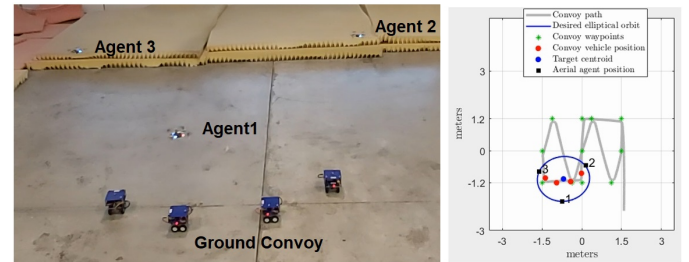 Agent 2
Agent 3
Agent1
Ground Convoy
Convoy path
Desired elliptical orbit
Convoy waypoints
Convoy vehicle position
Target centroid
Aerial agent position
meters
3
1.2
0
-1.2
-3
2
3
1
-3
-1.5
0
1.5
3
meters